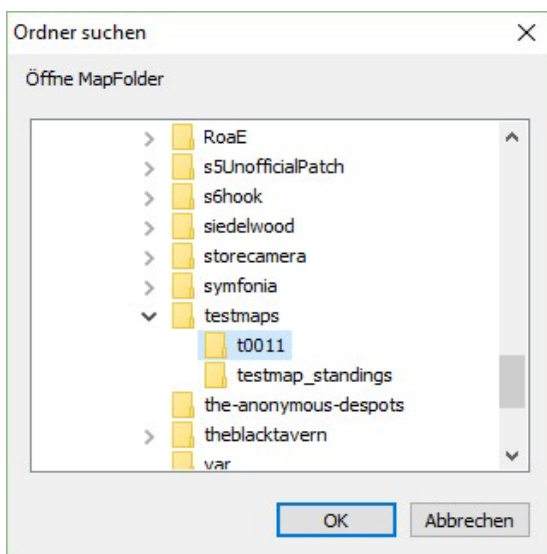 Ordner suchen
Öffne MapFolder
RoaE
s5UnofficialPatch
s6hook
siedelwood
storecamera
symfonia
testmaps
t0011
testmap_standings
the-anonymous-despots
theblacktavern
var
OK
Abbrechen